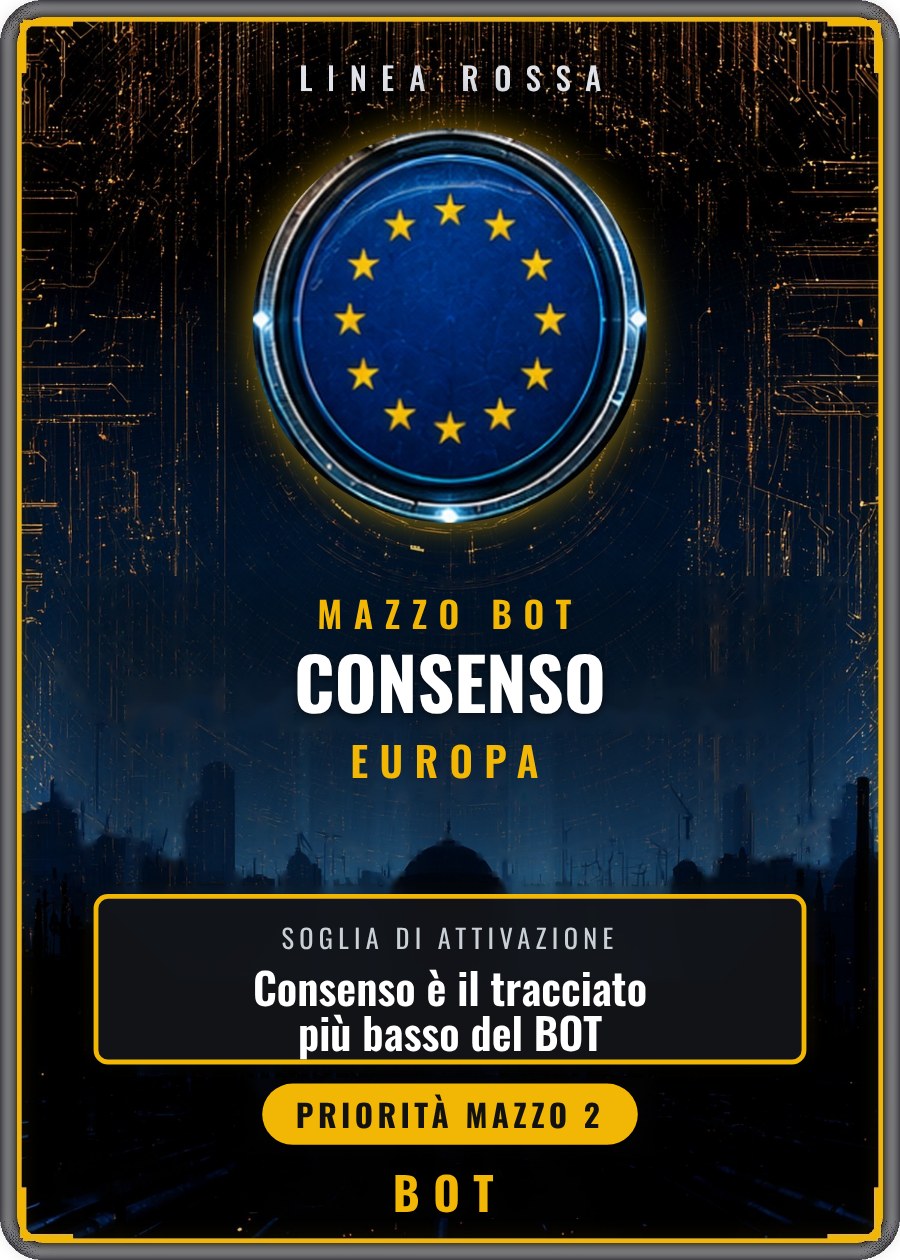 LINEA ROSSA
MAZZO BOT
CONSENSO
EUROPA
SOGLIA DI ATTIVAZIONE
Consenso è il tracciato
più basso del BOT
PRIORITÀ MAZZO 2
BOT